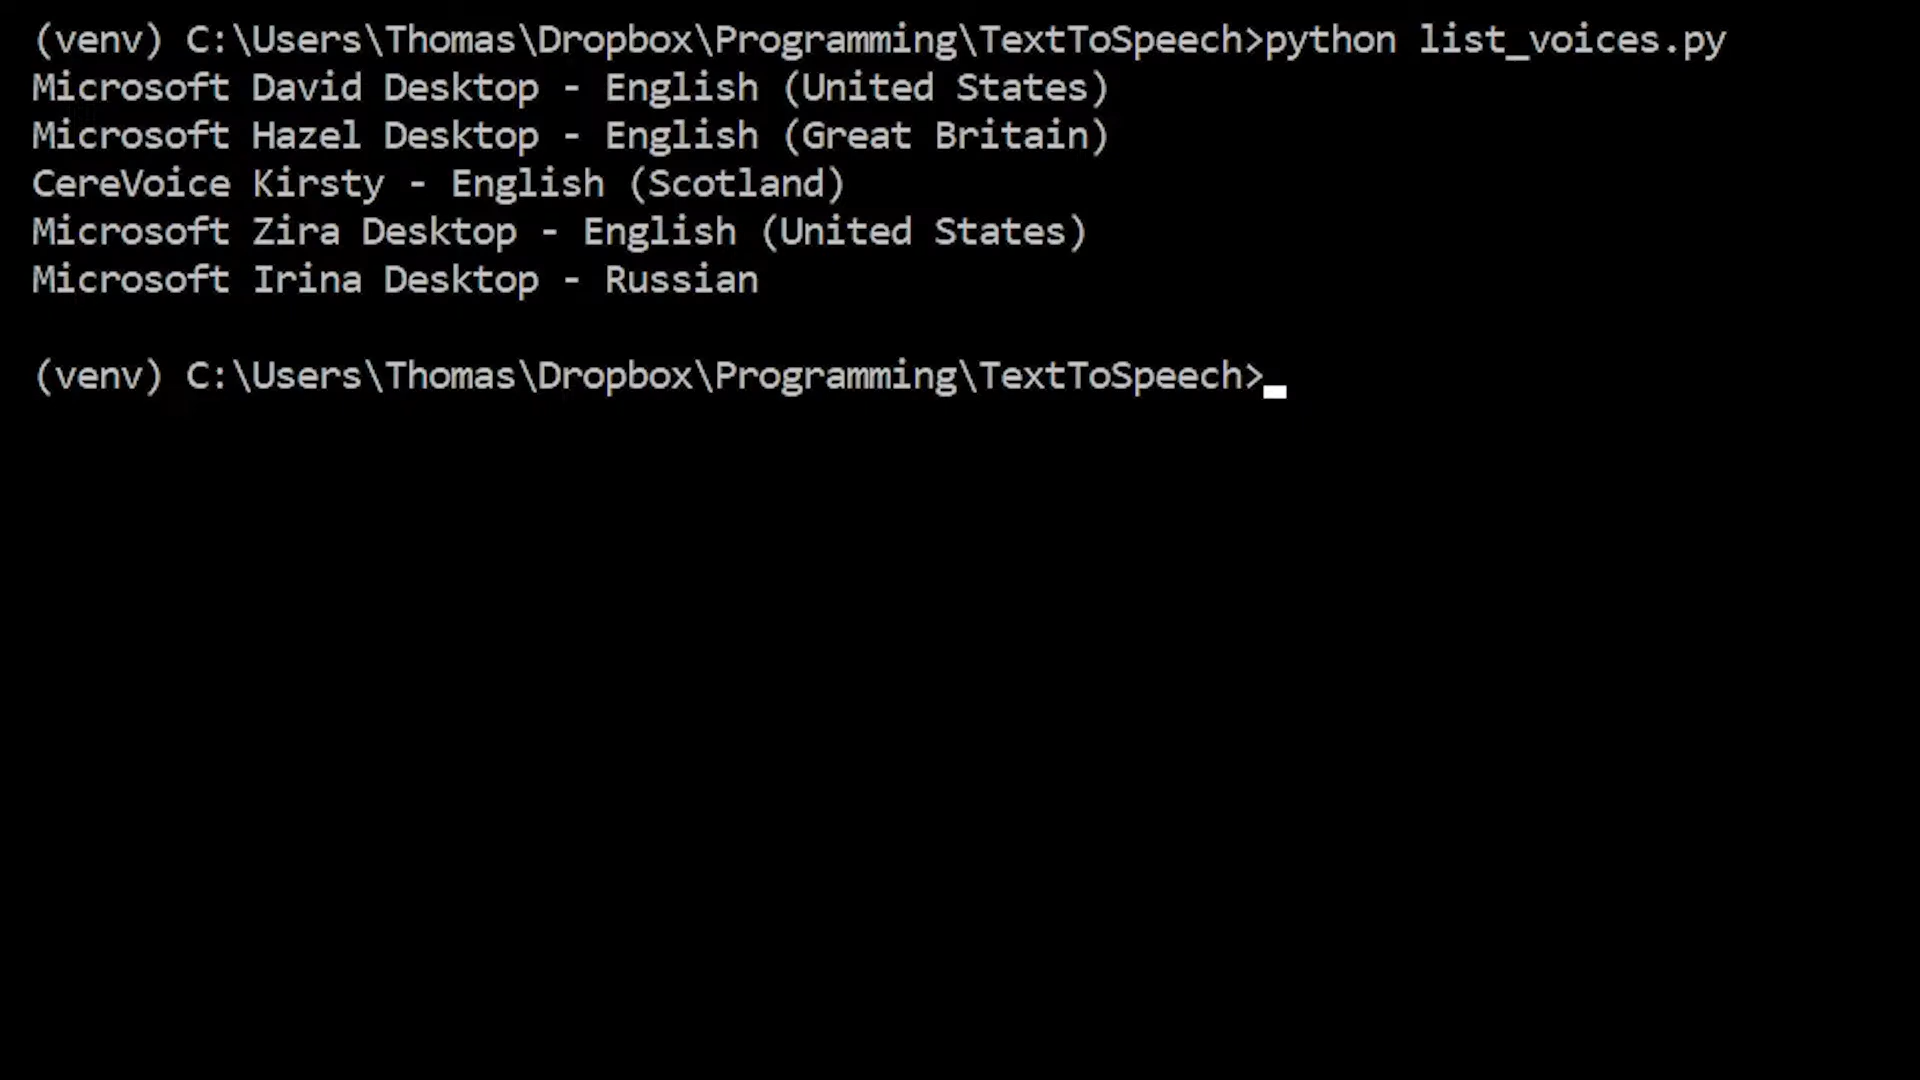 (venv) C:\Users\Thomas\Dropbox\Programming\TextToSpeech>python list_voices.py
Microsoft David Desktop - English (United States)
Microsoft Hazel Desktop - English (Great Britain)
CereVoice Kirsty - English (Scotland)
Microsoft Zira Desktop - English (United States)
Microsoft Irina Desktop - Russian
(venv) C:\Users\Thomas\Dropbox\Programming\TextToSpeech>